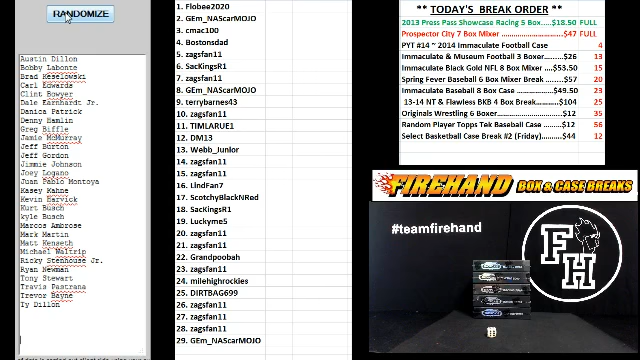 RANDOMIZE
Austin Dillon
Bobby Labonte
Brad Keselowski
Carl Edwards
Clint Bowyer
Dale Earnhardt Jr.
Danica Patrick
Denny Hamlin
Greg Biffle
Jamie McMurray
Jeff Burton
Jeff Gordon
Jimmie Johnson
Joey Logano
Juan Pablo Montoya
Kasey Kahne
Kevin Harvick
Kurt Busch
kyle Busch
Marcos Ambrose
Mark Martin
Matt Kenseth
Michael Waltrip
Ricky Stenhouse Jr.
Ryan Newman
Tony Stewart
Travis Pastrana
Trevor Bayne
Ty Dillon
1. Flobee2020
2. GEm_NAscarMOJO
3. cmac100
4. Bostonsdad
5. zagsfan11
6. SacKingsR1
7. zagsfan11
8. GEm_NAscarMOJO
9. terrybarnes43
10. zagsfan11
11. TIMLARUE1
12. DM13
13. Webb_Junior
14. zagsfan11
15. zagsfan11
16. LindFan7
17. ScotchyBlackNRed
18. SacKingsR1
19. Luckyme5
20. zagsfan11
21. zagsfan11
22. Grandpoobah
23. zagsfan11
24. milehighrockies
25. DIRTBAG699
26. zagsfan11
27. zagsfan11
28. zagsfan11
29. GEm_NAscarMOJO
** TODAY'S BREAK ORDER **
2013 Press Pass Showcase Racing 5 Box...$18.50 FULL
Prospector City 7 Box Mixer $47 FULL
PYT #14 ~ 2014 Immaculate Football Case 4
Immaculate & Museum Football 3 Boxer $26 13
Immaculate Black Gold NFL 8 Box Mixer $53.50 15
Spring Fever Baseball 6 Box Mixer Break $57 20
Immaculate Baseball 8 Box Case $49.50 23
13-14 NT & Flawless BKB 4 Box Break $104 25
Originals Wrestling 6 Boxer $12 35
Random Player Topps Tek Baseball Case $12 56
Select Basketball Case Break #2 (Friday) $44 12
FIREHAND BOX & CASE BREAKS
#teamfirehand
F H